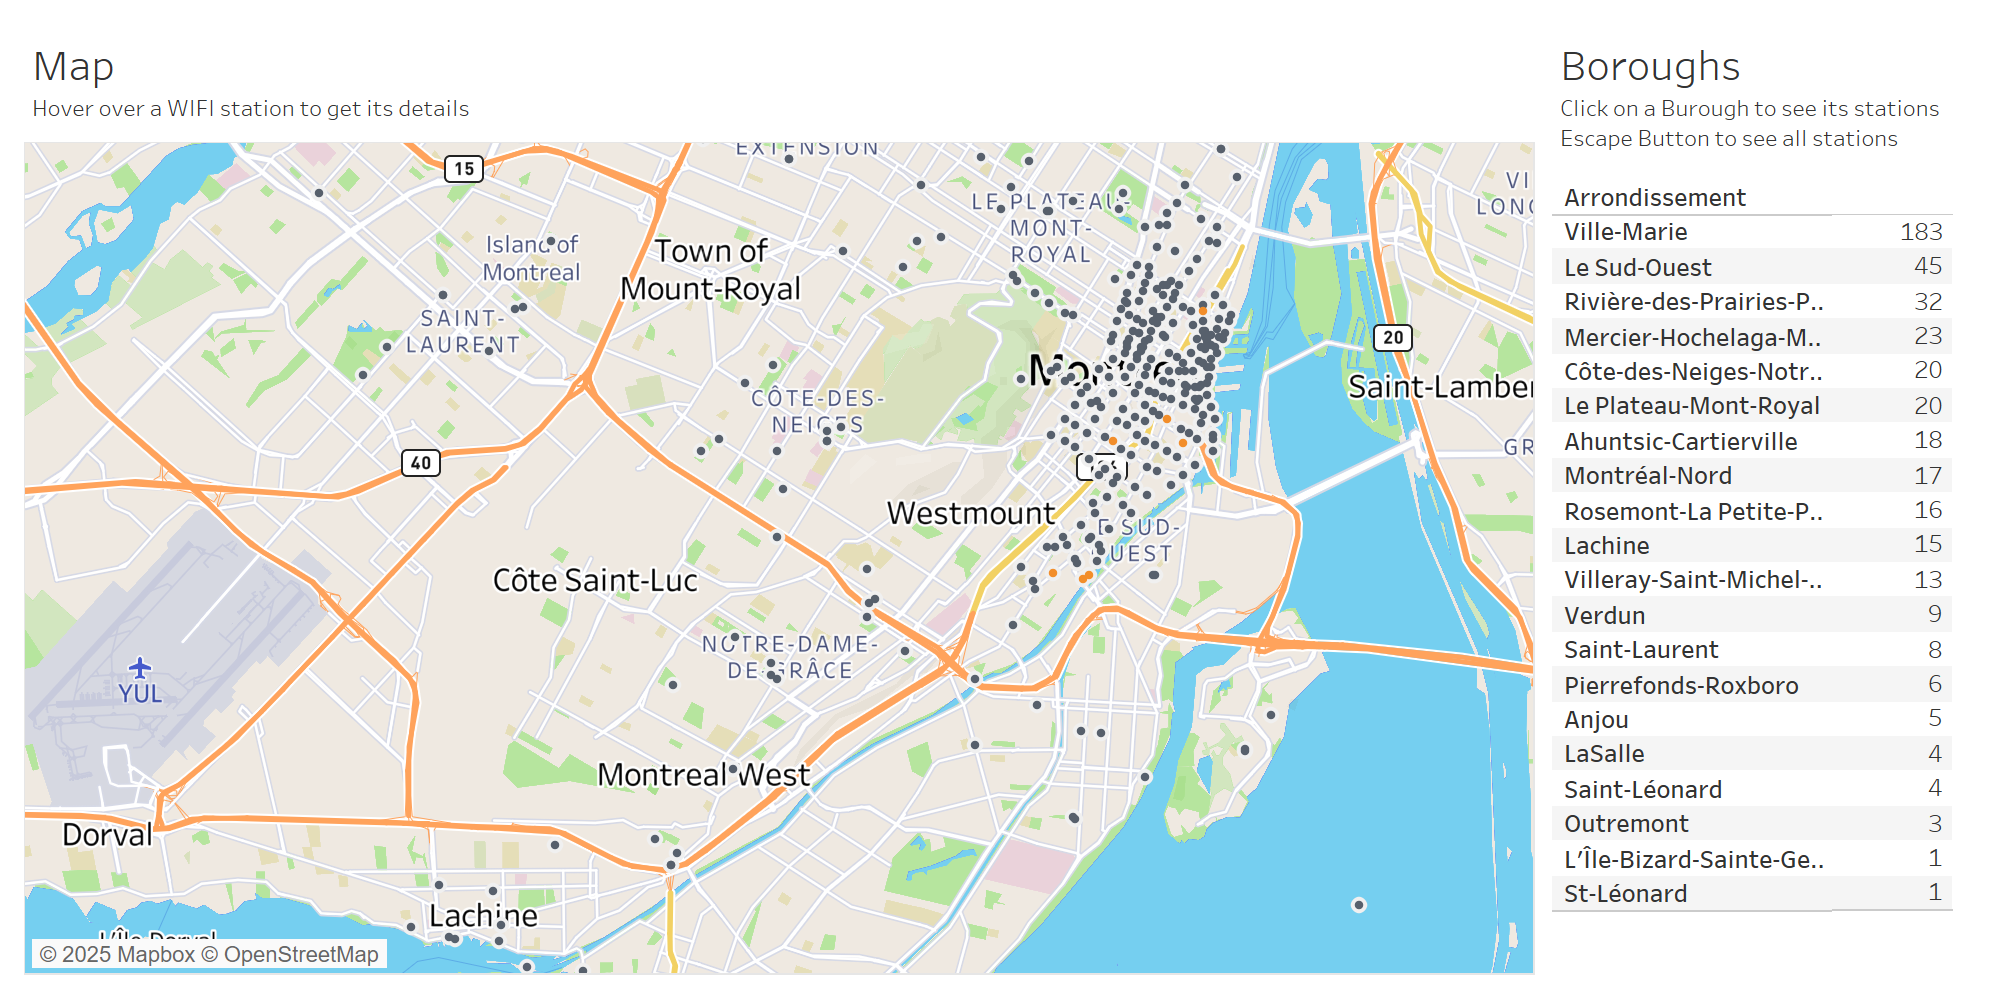 Map
Hover over a WIFI station to get its details
Boroughs
Click on a Burough to see its stations
Escape Button to see all stations
EXTENSION
15
LE PLATEAU-
MONT-
ROYAL
Island of
Montreal
Town of
Mount-Royal
SAINT-
LAURENT
20
Saint-Lamber
CÔTE-DES-
NEIGES
40
Westmount
Côte Saint-Luc
NOTRE-DAME-
DE-GRÂCE
YUL
Montreal West
Dorval
Lachine
© 2025 Mapbox © OpenStreetMap
Arrondissement
Ville-Marie 183
Le Sud-Ouest 45
Rivière-des-Prairies-P.. 32
Mercier-Hochelaga-M.. 23
Côte-des-Neiges-Notr.. 20
Le Plateau-Mont-Royal 20
Ahuntsic-Cartierville 18
Montréal-Nord 17
Rosemont-La Petite-P.. 16
Lachine 15
Villeray-Saint-Michel-.. 13
Verdun 9
Saint-Laurent 8
Pierrefonds-Roxboro 6
Anjou 5
LaSalle 4
Saint-Léonard 4
Outremont 3
L'Île-Bizard-Sainte-Ge.. 1
St-Léonard 1